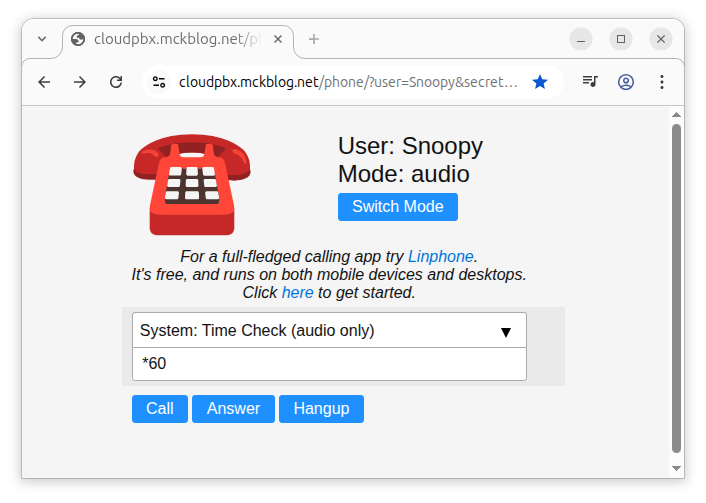 cloudpbx.mckblog.net/ph
cloudpbx.mckblog.net/phone/?user=Snoopy&secret...
User: Snoopy
Mode: audio
Switch Mode
For a full-fledged calling app try Linphone.
It's free, and runs on both mobile devices and desktops.
Click here to get started.
System: Time Check (audio only)
*60
Call Answer Hangup